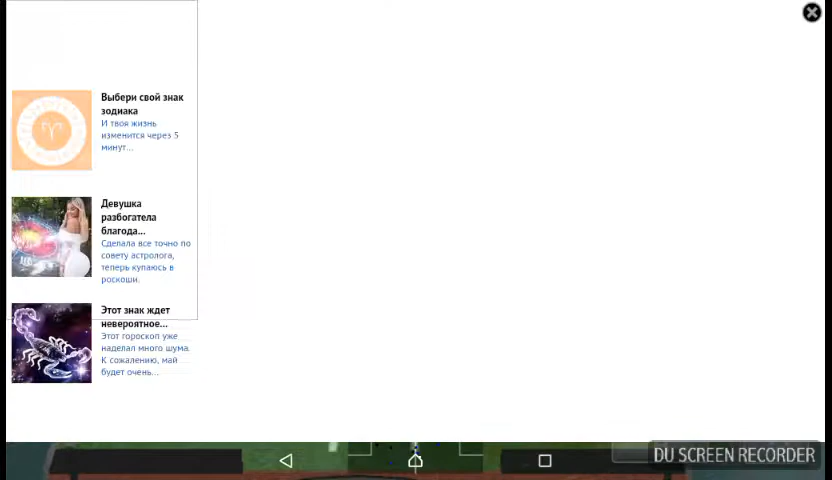 Выбери свой знак
зодиака
И твоя жизнь
изменится через 5
минут...
Девушка
разбогатела
благода...
Сделала все точно по
совету астролога,
теперь купаюсь в
роскоши.
Этот знак ждет
невероятное...
Этот гороскоп уже
наделал много шума.
К сожалению, май
будет очень...
DU SCREEN RECORDER